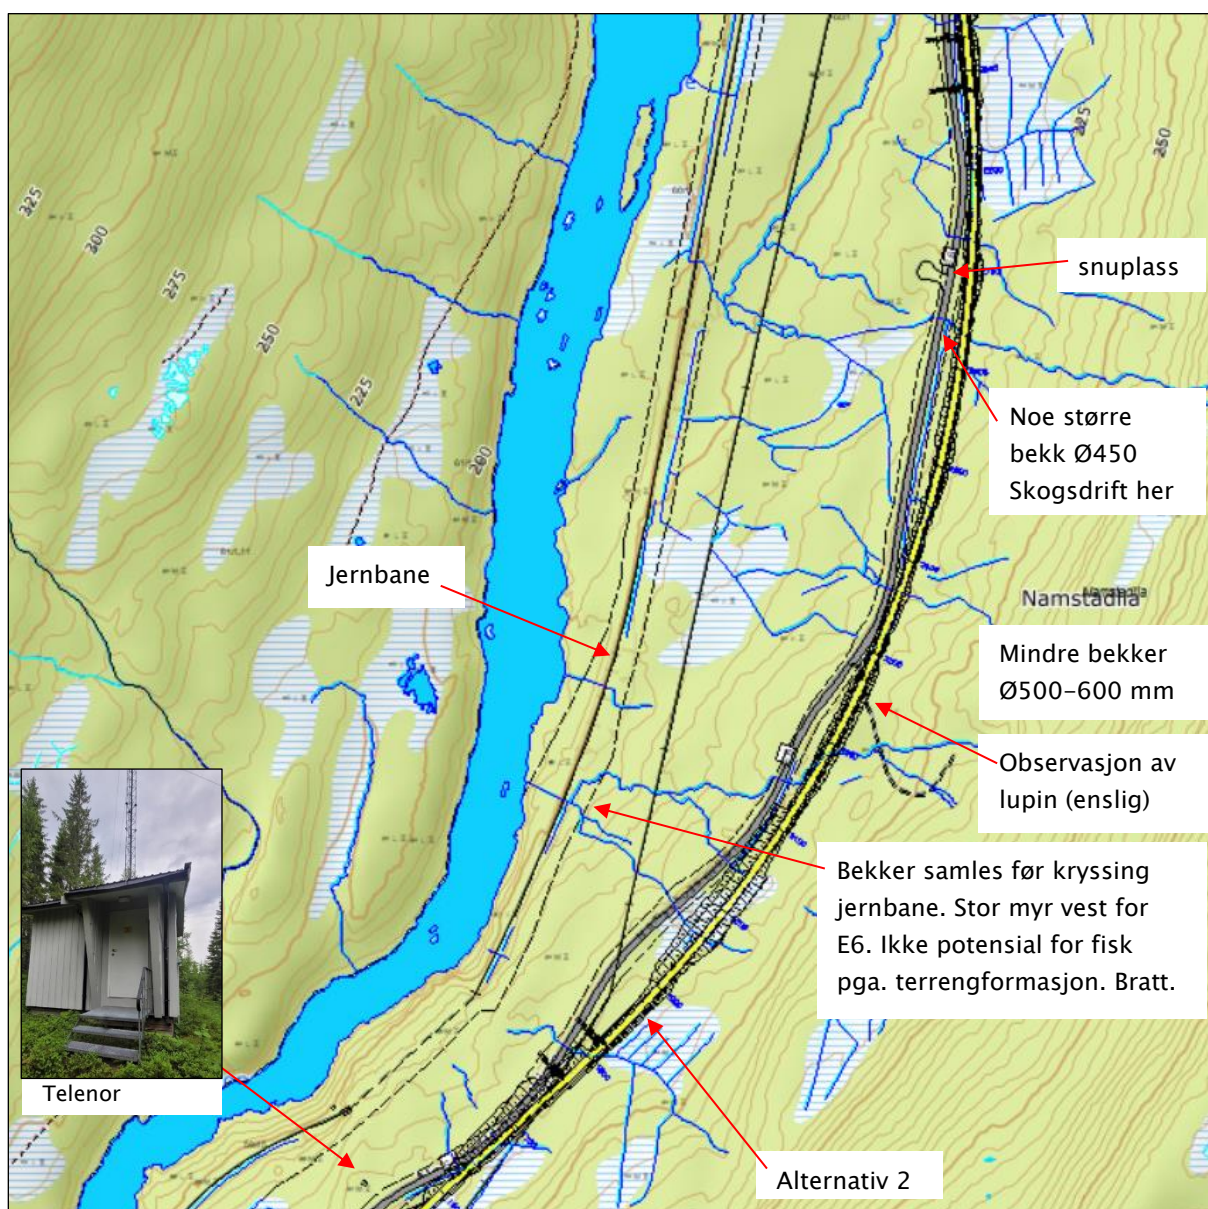 225
250
325
300
275
250
225
200
snuplass
Noe større
bekk Ø450
Skogsdrift her
Jernbane
Namstadlia
Mindre bekker
Ø500-600 mm
Observasjon av
lupin (enslig)
Bekker samles før kryssing
jernbane. Stor myr vest for
E6. Ikke potensial for fisk
pga. terrengformasjon. Bratt.
Telenor
Alternativ 2